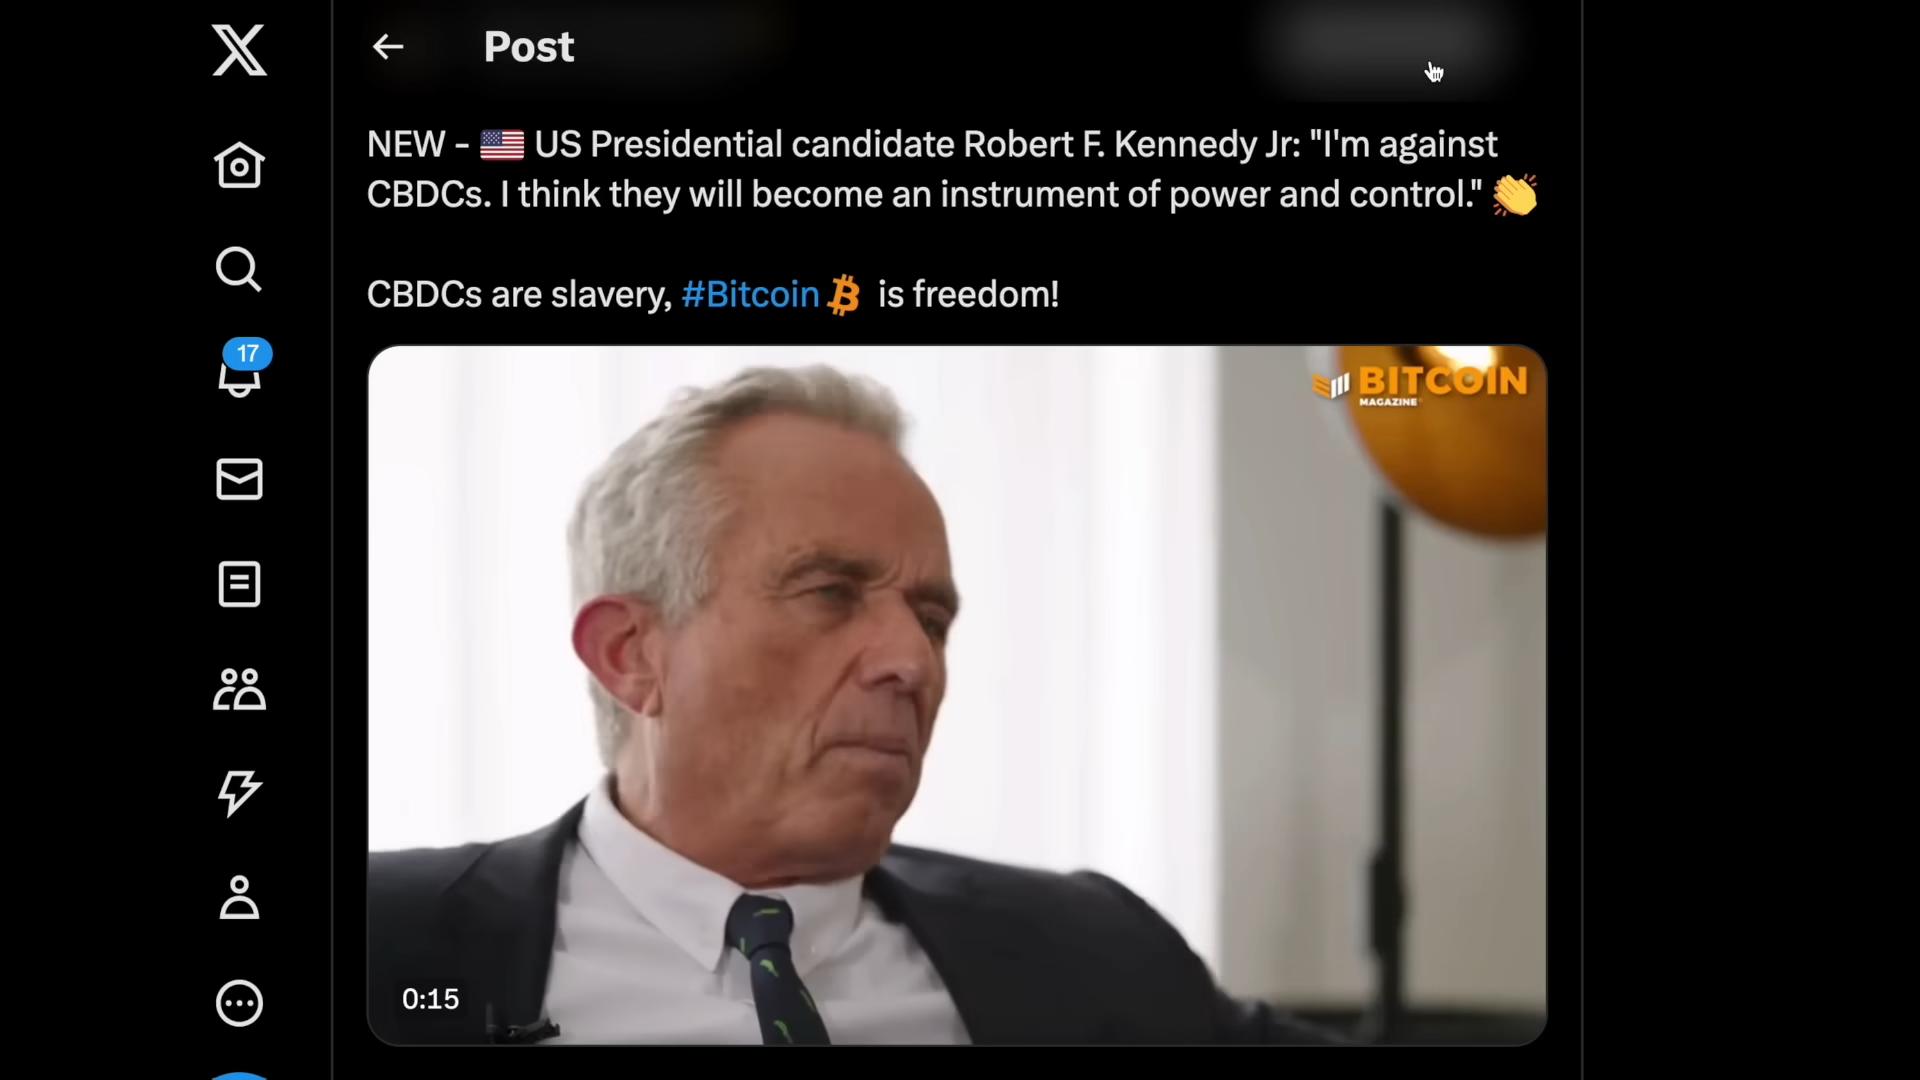 Post
NEW - 🇺🇸 US Presidential candidate Robert F. Kennedy Jr: "I'm against
CBDCs. I think they will become an instrument of power and control." 👏
CBDCs are slavery, #Bitcoin is freedom!
17
BITCOIN
MAGAZINE
0:15